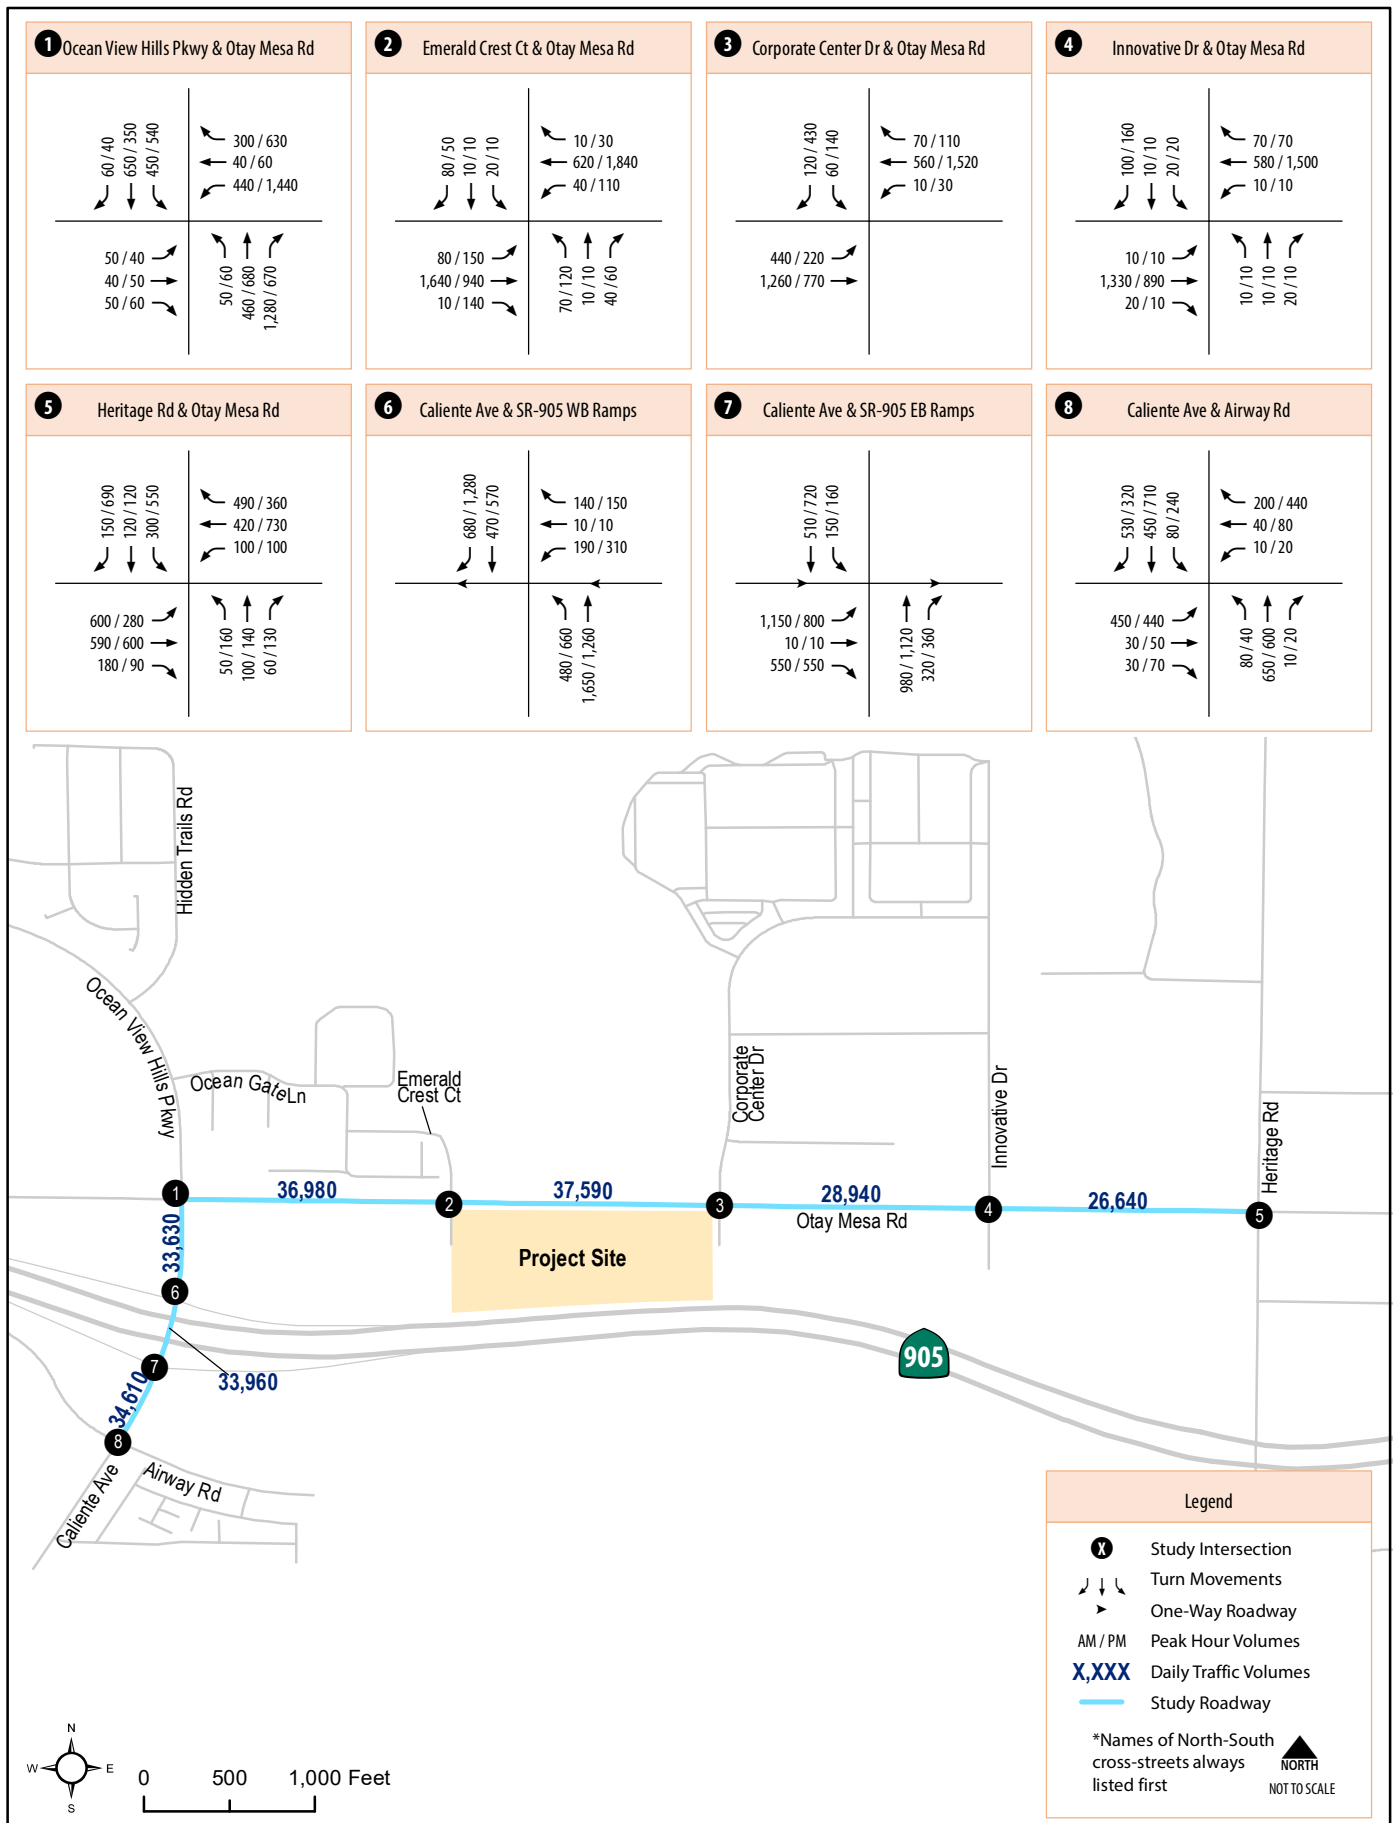 1 Ocean View Hills Pkwy & Otay Mesa Rd
60 / 40
650 / 350
450 / 540
300 / 630
40 / 60
440 / 1,440
50 / 40
40 / 50
50 / 60
50 / 60
460 / 680
1,280 / 670
2 Emerald Crest Ct & Otay Mesa Rd
80 / 50
10 / 10
20 / 10
10 / 30
620 / 1,840
40 / 110
80 / 150
1,640 / 940
10 / 140
70 / 120
10 / 10
40 / 60
3 Corporate Center Dr & Otay Mesa Rd
120 / 430
60 / 140
70 / 110
560 / 1,520
10 / 30
440 / 220
1,260 / 770
4 Innovative Dr & Otay Mesa Rd
100 / 160
10 / 10
20 / 20
70 / 70
580 / 1,500
10 / 10
10 / 10
1,330 / 890
20 / 10
10 / 10
10 / 10
20 / 10
5 Heritage Rd & Otay Mesa Rd
150 / 690
120 / 120
300 / 550
490 / 360
420 / 730
100 / 100
600 / 280
590 / 600
180 / 90
50 / 160
100 / 140
60 / 130
6 Caliente Ave & SR-905 WB Ramps
680 / 1,280
470 / 570
140 / 150
10 / 10
190 / 310
480 / 660
1,650 / 1,260
7 Caliente Ave & SR-905 EB Ramps
510 / 720
150 / 160
1,150 / 800
10 / 10
550 / 550
980 / 1,120
320 / 360
8 Caliente Ave & Airway Rd
530 / 320
450 / 710
80 / 240
200 / 440
40 / 80
10 / 20
450 / 440
30 / 50
30 / 70
80 / 40
650 / 600
10 / 20
Hidden Trails Rd
Ocean View Hills Pkwy
Ocean Gate Ln
Emerald
Crest Ct
Corporate
Center Dr
Innovative Dr
Heritage Rd
1
36,980
2
37,590
3
28,940
4
26,640
5
Otay Mesa Rd
33,630
Project Site
6
7
33,960
905
34,610
8
Airway Rd
Caliente Ave
Legend
X Study Intersection
Turn Movements
One-Way Roadway
AM / PM Peak Hour Volumes
X,XXX Daily Traffic Volumes
Study Roadway
*Names of North-South
cross-streets always
listed first
NORTH
NOT TO SCALE
N
W E
S
0 500 1,000 Feet